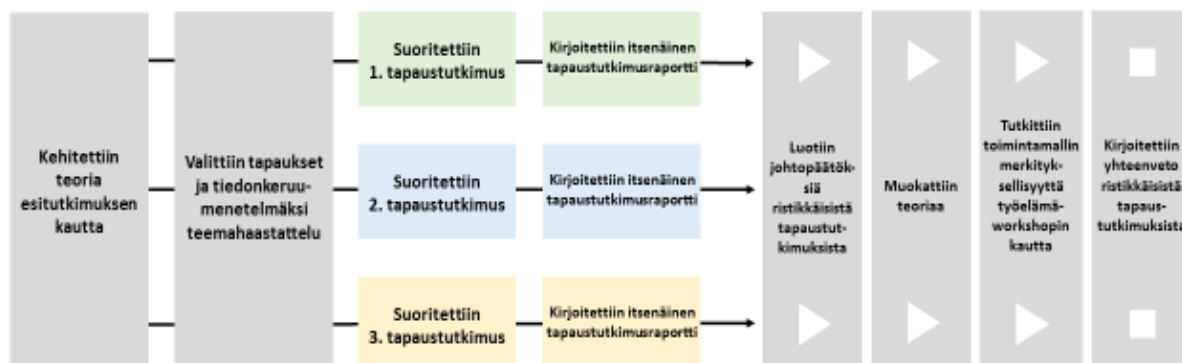 Kehitettiin
teoria
esitutkimuksen
kautta
Valittiin tapaukset
ja tiedonkeruu-
menetelmäksi
teemahaastattelu
Suoritettiin
1. tapaustutkimus
Kirjoitettiin itsenäinen
tapaustutkimusraportti
Suoritettiin
2. tapaustutkimus
Kirjoitettiin itsenäinen
tapaustutkimusraportti
Suoritettiin
3. tapaustutkimus
Kirjoitettiin itsenäinen
tapaustutkimusraportti
Luotiin
johtopäätök-
siä
ristikkäisistä
tapaustut-
kimuksista
Muokattiin
teoriaa
Tutkittiin
toimintamallin
merkityk-
sellisyyttä
työelämä-
workshopin
kautta
Kirjoitettiin
yhteenveto
ristikkäisistä
tapaus-
tutkimuksista